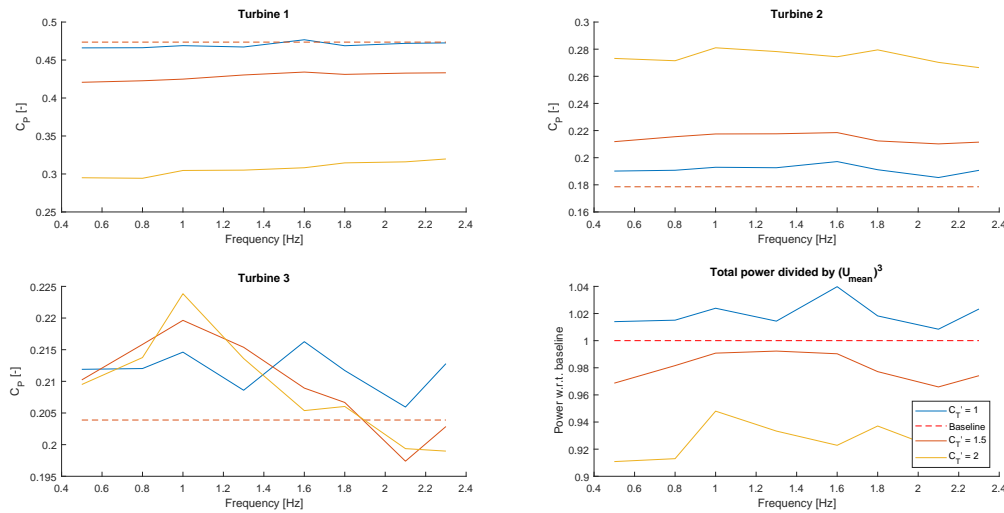 Turbine 1
0.5
0.45
0.4
0.35
0.3
0.25
C_P [-]
0.4 0.6 0.8 1 1.2 1.4 1.6 1.8 2 2.2 2.4
Frequency [Hz]
Turbine 2
0.28
0.26
0.24
0.22
0.2
0.18
0.16
C_P [-]
0.4 0.6 0.8 1 1.2 1.4 1.6 1.8 2 2.2 2.4
Frequency [Hz]
Turbine 3
0.225
0.22
0.215
0.21
0.205
0.2
0.195
C_P [-]
0.4 0.6 0.8 1 1.2 1.4 1.6 1.8 2 2.2 2.4
Frequency [Hz]
Total power divided by (U_mean)^3
1.04
1.02
1
0.98
0.96
0.94
0.92
0.9
Power w.r.t. baseline
0.4 0.6 0.8 1 1.2 1.4 1.6 1.8 2 2.2 2.4
Frequency [Hz]
C_T' = 1
Baseline
C_T' = 1.5
C_T' = 2